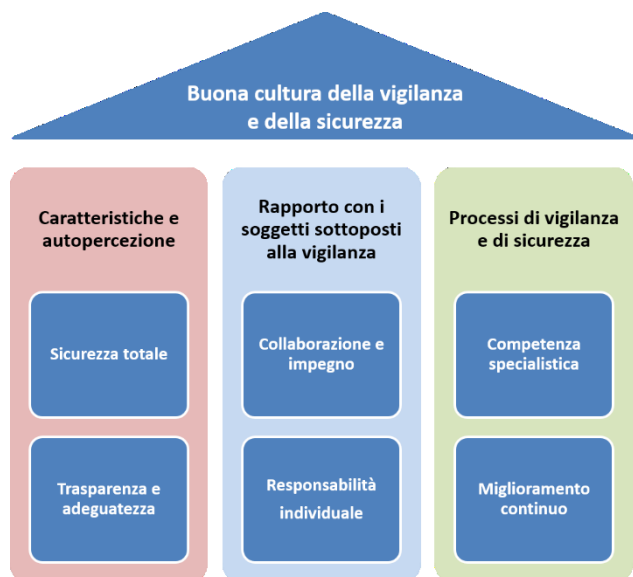 Buona cultura della vigilanza
e della sicurezza
Caratteristiche e
autopercezione
Sicurezza totale
Trasparenza e
adeguatezza
Rapporto con i
soggetti sottoposti
alla vigilanza
Collaborazione e
impegno
Responsabilità
individuale
Processi di vigilanza
e di sicurezza
Competenza
specialistica
Miglioramento
continuo